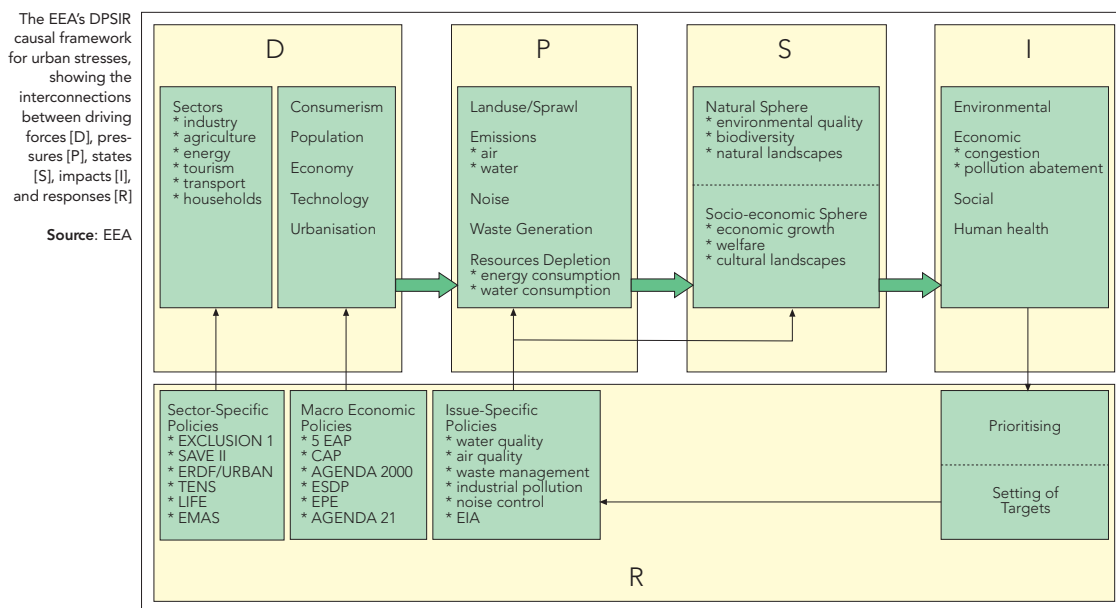 The EEA's DPSIR
causal framework
for urban stresses,
showing the
interconnections
between driving
forces [D], pres-
sures [P], states
[S], impacts [I],
and responses [R]
Source: EEA
D
Sectors
* industry
* agriculture
* energy
* tourism
* transport
* households
Consumerism
Population
Economy
Technology
Urbanisation
P
Landuse/Sprawl
Emissions
* air
* water
Noise
Waste Generation
Resources Depletion
* energy consumption
* water consumption
S
Natural Sphere
* environmental quality
* biodiversity
* natural landscapes
Socio-economic Sphere
* economic growth
* welfare
* cultural landscapes
I
Environmental
Economic
* congestion
* pollution abatement
Social
Human health
Sector-Specific
Policies
* EXCLUSION 1
* SAVE II
* ERDF/URBAN
* TENS
* LIFE
* EMAS
Macro Economic
Policies
* 5 EAP
* CAP
* AGENDA 2000
* ESDP
* EPE
* AGENDA 21
Issue-Specific
Policies
* water quality
* air quality
* waste management
* industrial pollution
* noise control
* EIA
Prioritising
Setting of
Targets
R